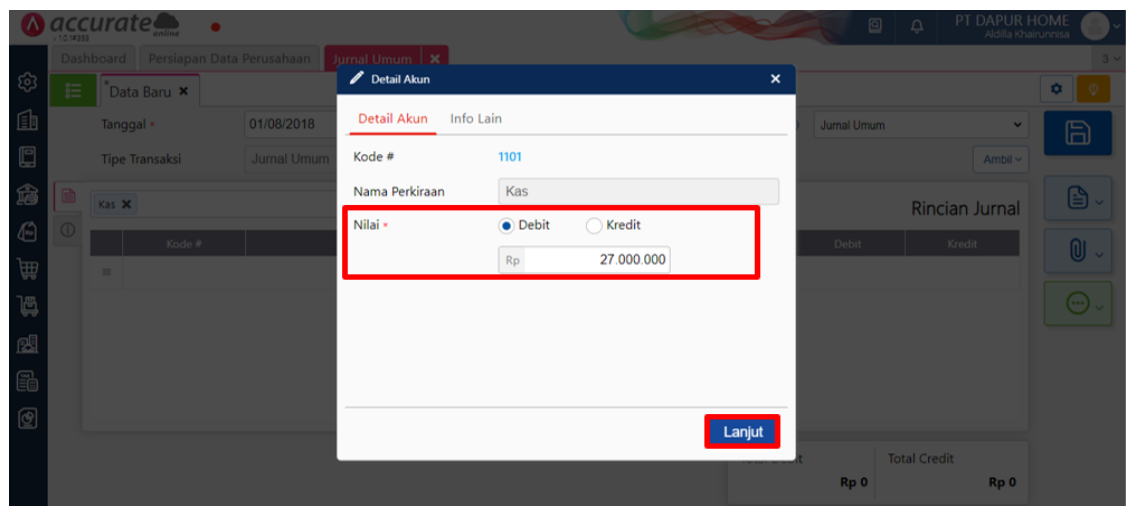 accurate
online
PT DAPUR HOME
Aldilla Khairunnisa
Dashboard
Persiapan Data Perusahaan
Jurnal Umum
3
* Data Baru
Tanggal *
01/08/2018
Jurnal Umum
Tipe Transaksi
Jurnal Umum
Ambil
Kas
Rincian Jurnal
Kode #
Debit
Kredit
Detail Akun
Detail Akun
Info Lain
Kode #
1101
Nama Perkiraan
Kas
Nilai *
Debit
Kredit
Rp
27.000.000
Lanjut
Total Credit
Rp 0
Rp 0